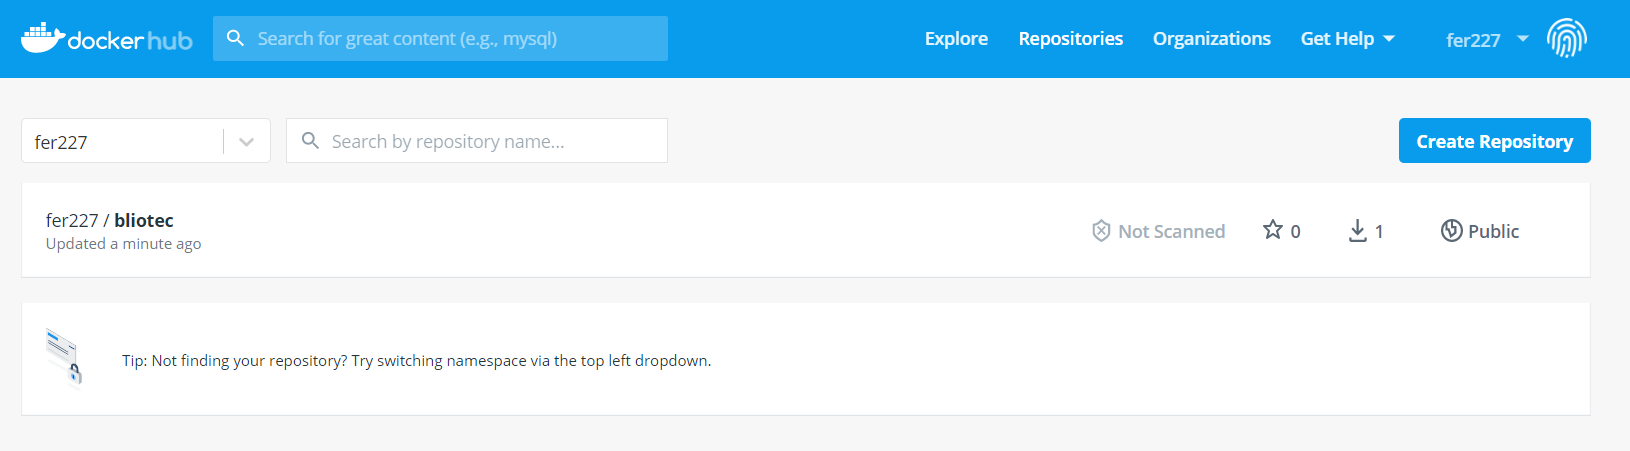 docker hub
Search for great content (e.g., mysql)
Explore
Repositories
Organizations
Get Help
fer227
fer227
Search by repository name...
Create Repository
fer227 / bliotec
Updated a minute ago
Not Scanned
0
1
Public
Tip: Not finding your repository? Try switching namespace via the top left dropdown.